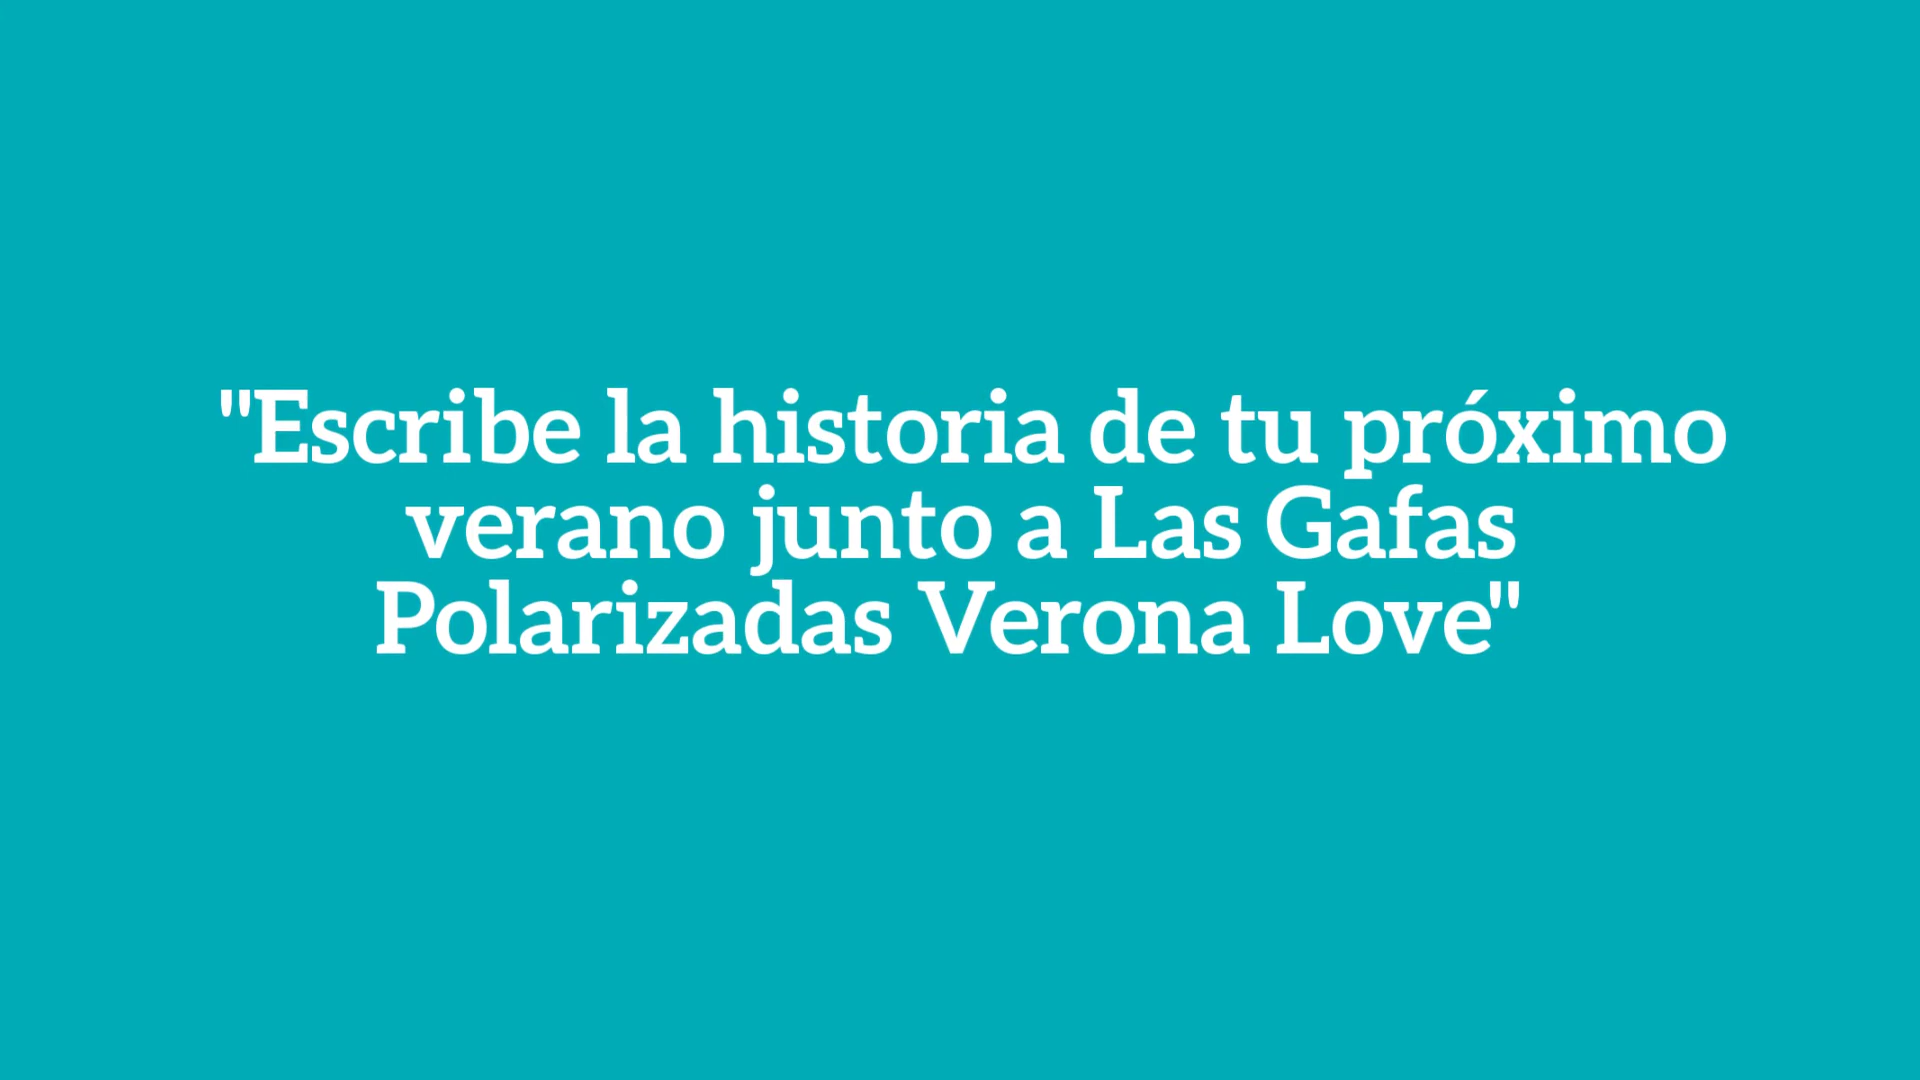 "Escribe la historia de tu próximo
verano junto a Las Gafas
Polarizadas Verona Love"